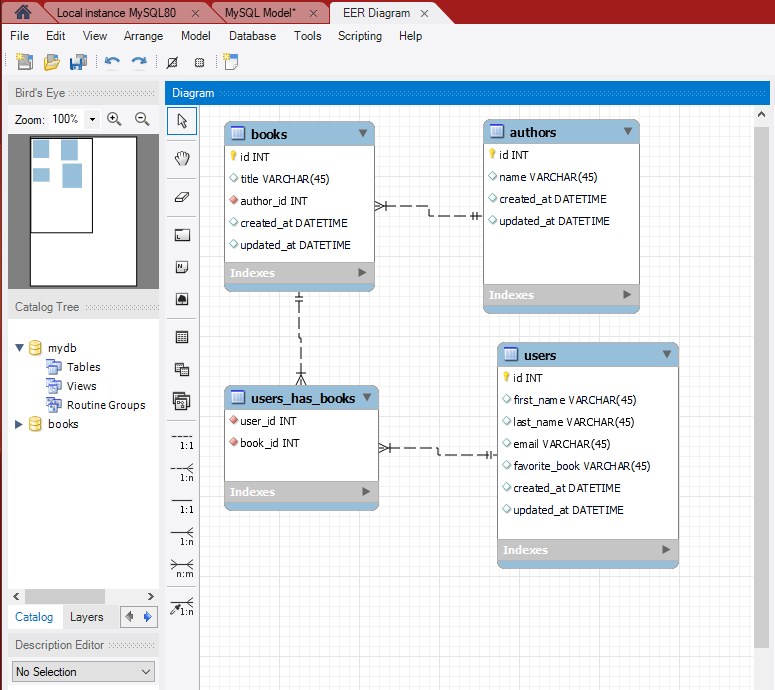 Local instance MySQL80
MySQL Model*
EER Diagram
File Edit View Arrange Model Database Tools Scripting Help
Bird's Eye
Zoom: 100%
Catalog Tree
mydb
Tables
Views
Routine Groups
books
Catalog Layers
Description Editor
No Selection
Diagram
1:1
1:n
1:1
1:n
n:m
1:n
books
id INT
title VARCHAR(45)
author_id INT
created_at DATETIME
updated_at DATETIME
Indexes
authors
id INT
name VARCHAR(45)
created_at DATETIME
updated_at DATETIME
Indexes
users_has_books
user_id INT
book_id INT
Indexes
users
id INT
first_name VARCHAR(45)
last_name VARCHAR(45)
email VARCHAR(45)
favorite_book VARCHAR(45)
created_at DATETIME
updated_at DATETIME
Indexes